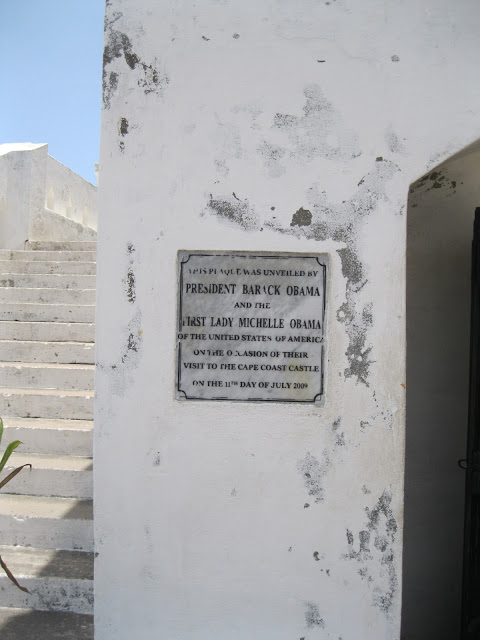 THIS PLAQUE WAS UNVEILED BY
PRESIDENT BARACK OBAMA
AND THE
FIRST LADY MICHELLE OBAMA
OF THE UNITED STATES OF AMERICA
ON THE OCCASION OF THEIR
VISIT TO THE CAPE COAST CASTLE
ON THE 11TH DAY OF JULY 2009